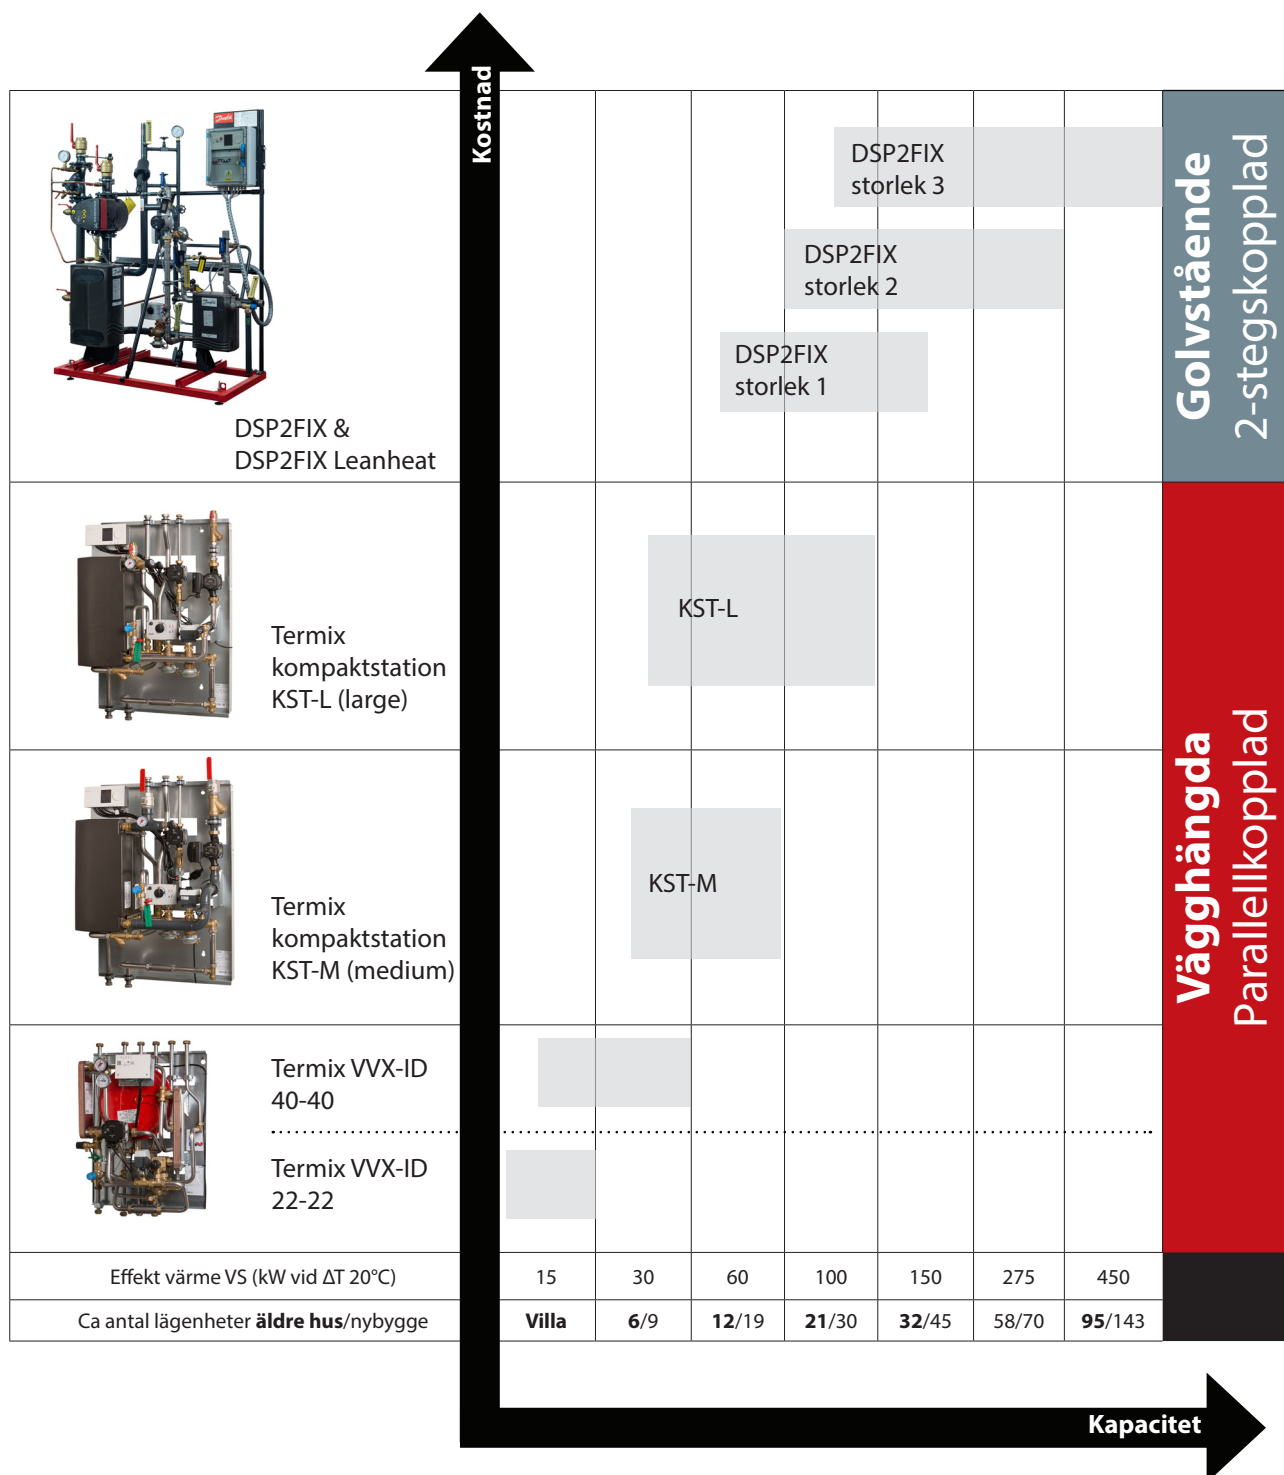 Kostnad
Danfoss
DSP2FIX &
DSP2FIX Leanheat
DSP2FIX
storlek 3
DSP2FIX
storlek 2
DSP2FIX
storlek 1
Golvstående
2-stegskopplad
Termix
kompaktstation
KST-L (large)
KST-L
Termix
kompaktstation
KST-M (medium)
KST-M
Vägghängda
Parallellkopplad
Termix VVX-ID
40-40
Termix VVX-ID
22-22
Effekt värme VS (kW vid ΔT 20°C) 15 30 60 100 150 275 450
Ca antal lägenheter äldre hus/nybygge Villa 6/9 12/19 21/30 32/45 58/70 95/143
Kapacitet